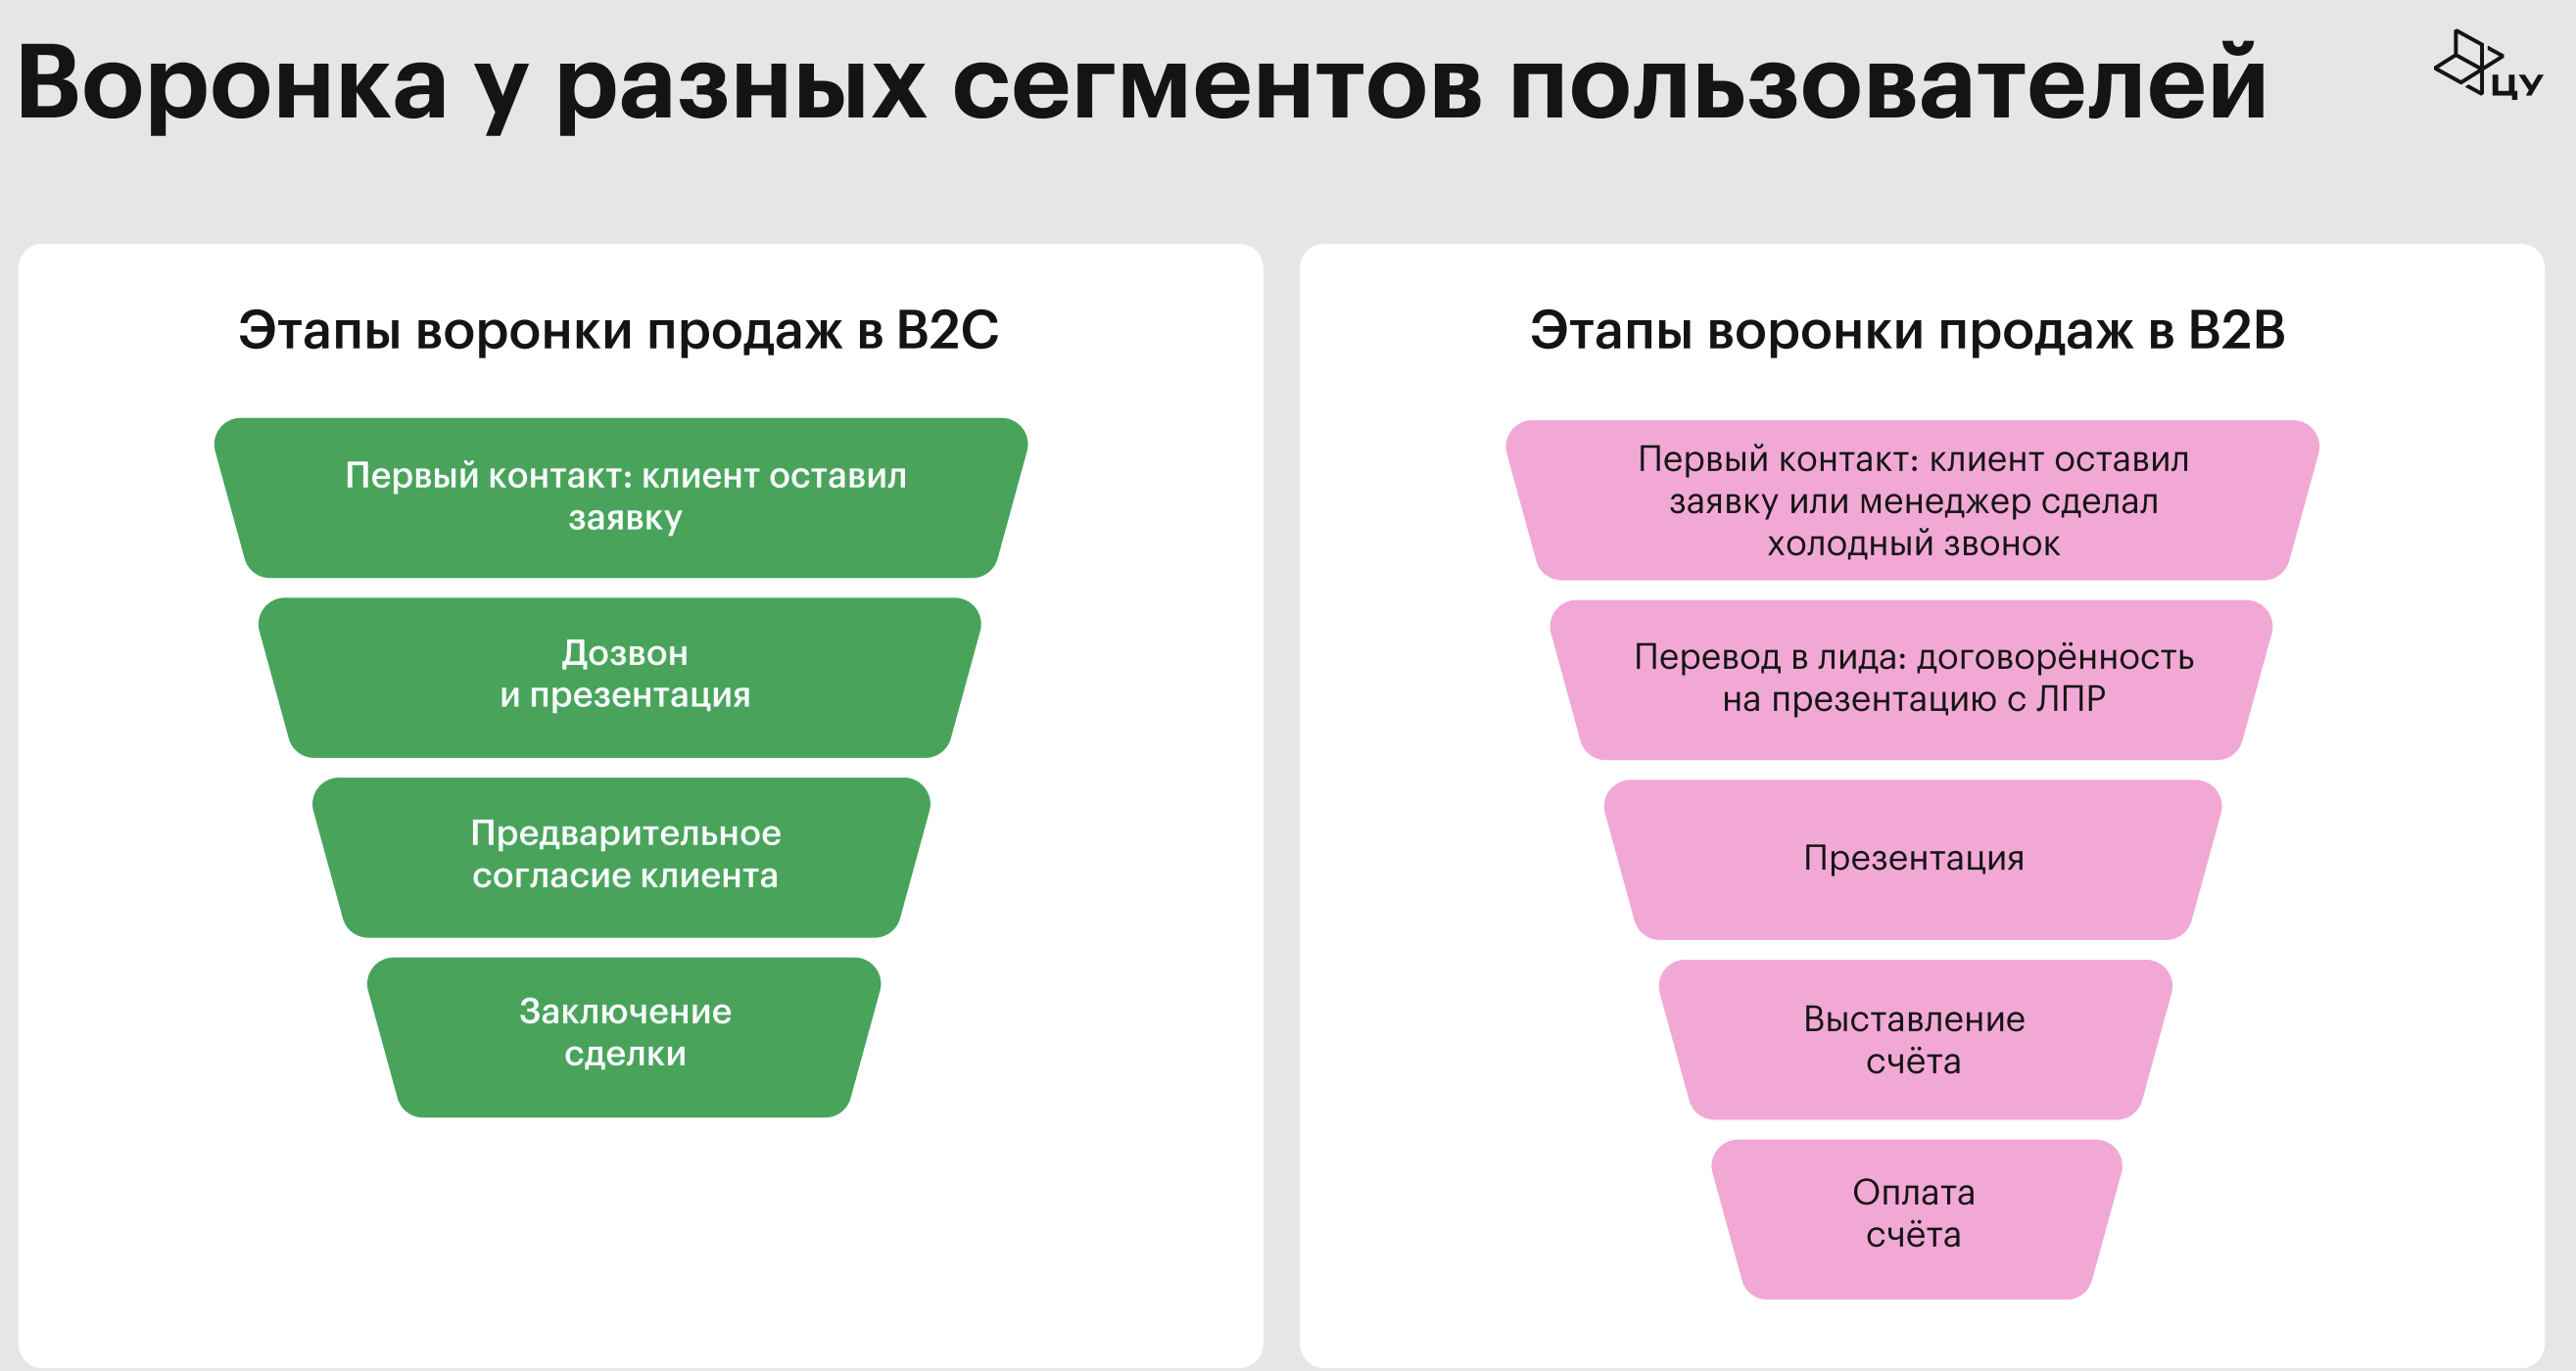 Воронка у разных сегментов пользователей
ЦУ
Этапы воронки продаж в B2C
Первый контакт: клиент оставил
заявку
Дозвон
и презентация
Предварительное
согласие клиента
Заключение
сделки
Этапы воронки продаж в B2B
Первый контакт: клиент оставил
заявку или менеджер сделал
холодный звонок
Перевод в лида: договорённость
на презентацию с ЛПР
Презентация
Выставление
счёта
Оплата
счёта